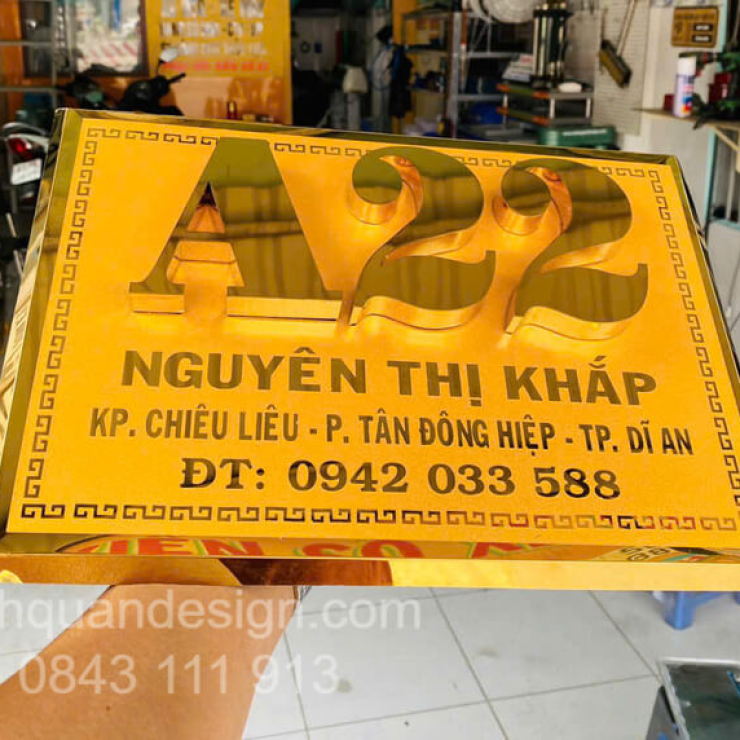 A22
NGUYÊN THỊ KHẮP
KP. CHIÊU LIÊU - P. TÂN ĐÔNG HIỆP - TP. DĨ AN
ĐT: 0942 033 588
hquandesign.com
0843 111 913